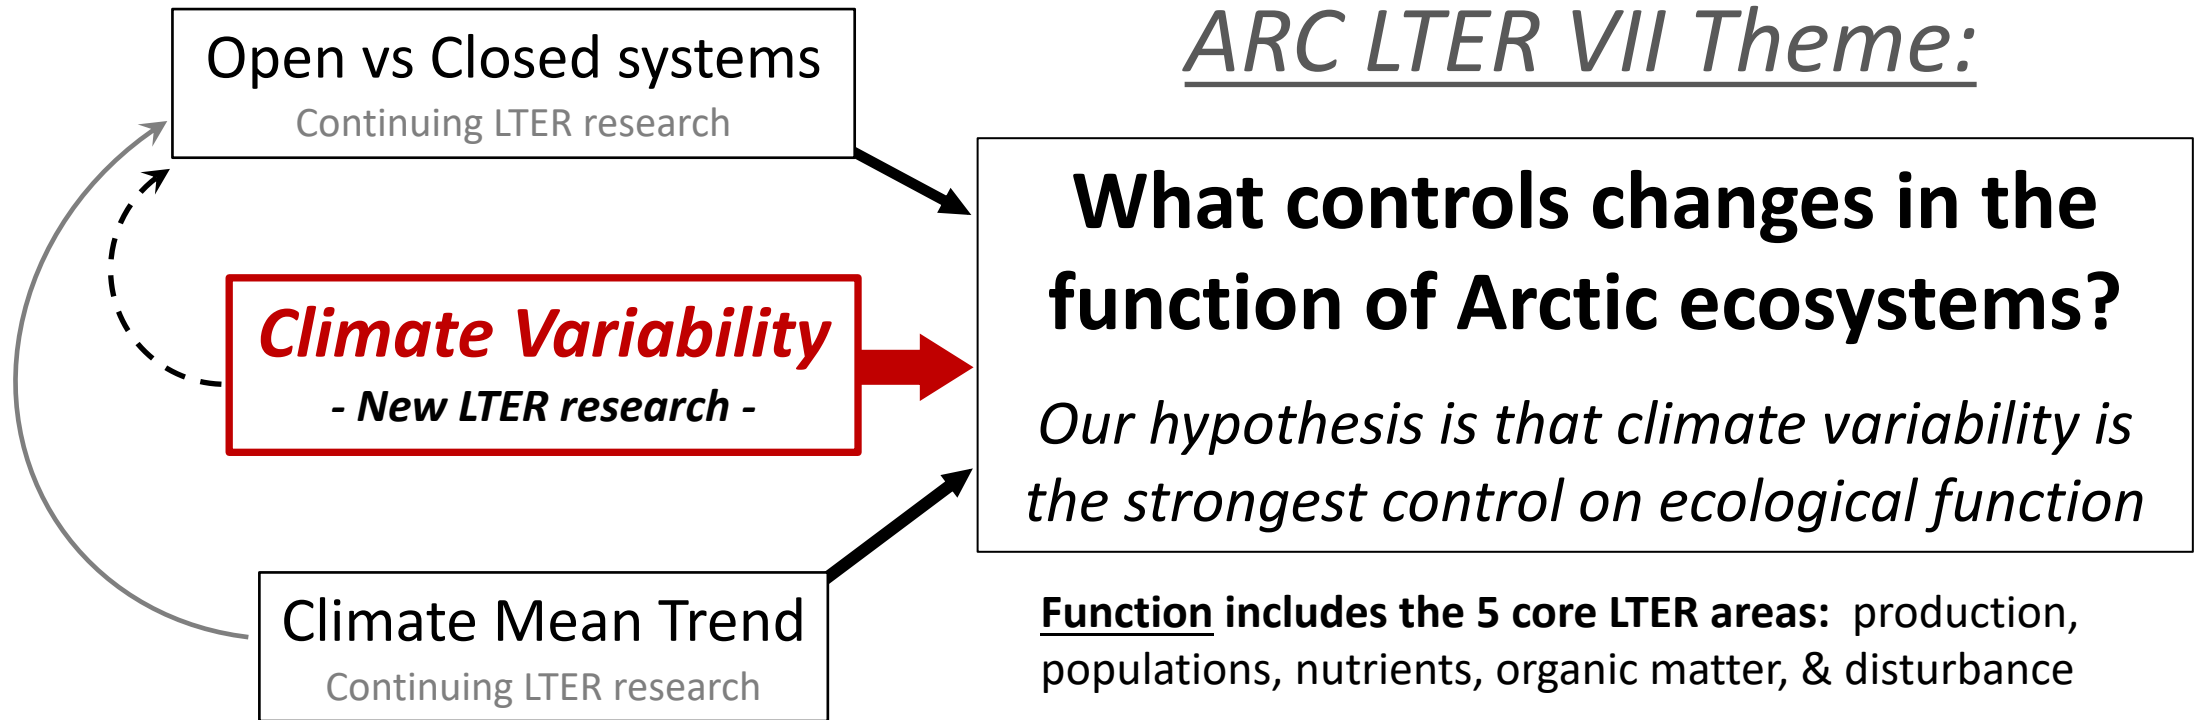 Open vs Closed systems
Continuing LTER research
Climate Variability
- New LTER research -
Climate Mean Trend
Continuing LTER research
ARC LTER VII Theme:
What controls changes in the
function of Arctic ecosystems?
Our hypothesis is that climate variability is
the strongest control on ecological function
Function includes the 5 core LTER areas: production,
populations, nutrients, organic matter, & disturbance